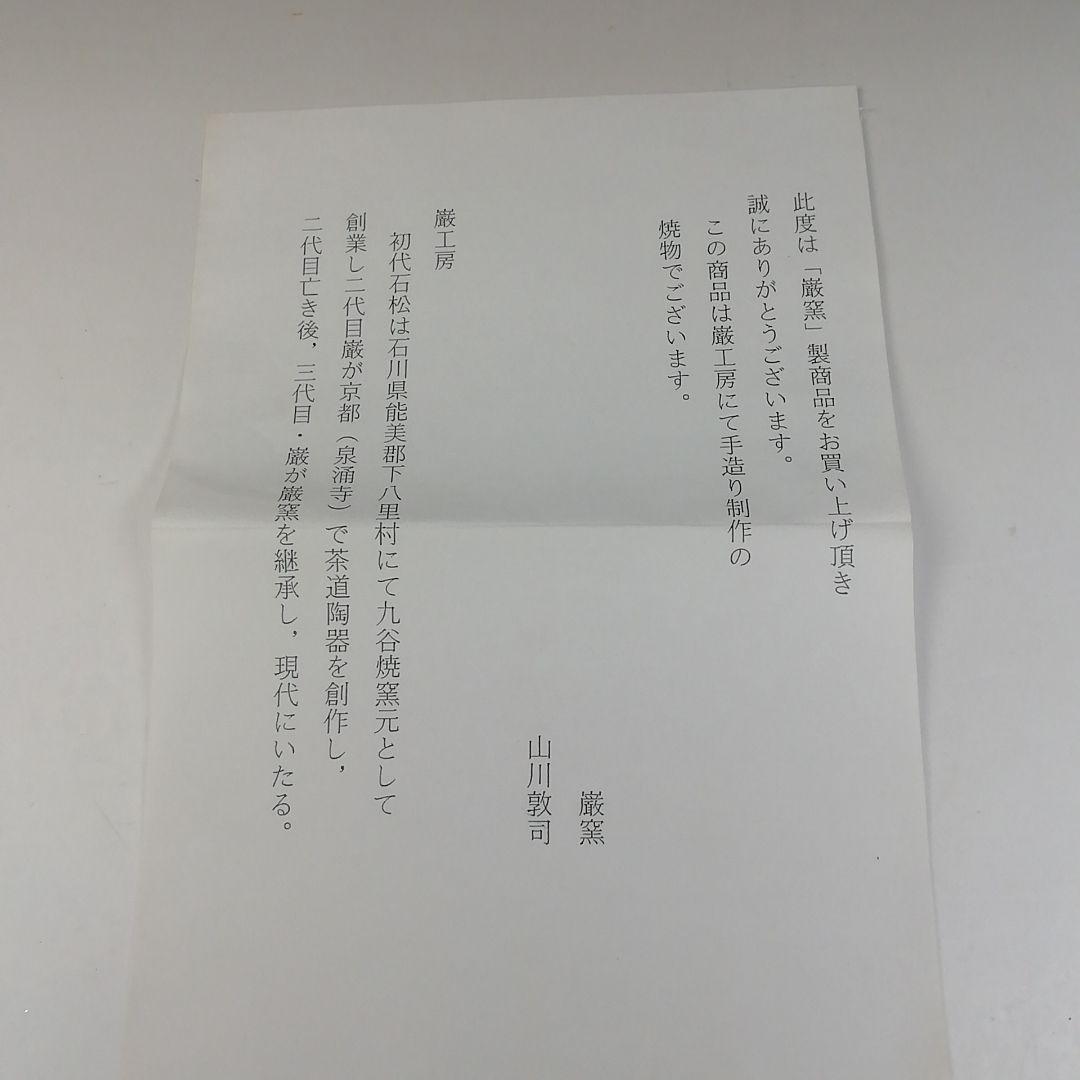 此度は「巌窯」製商品をお買い上げ頂き
誠にありがとうございます。
この商品は巌工房にて手造り制作の
焼物でございます。
巌窯
山川敦司
巌工房
初代石松は石川県能美郡下八里村にて九谷焼窯元として
創業し二代目巌が京都（泉涌寺）で茶道陶器を創作し，
二代目亡き後，三代目・巌が巌窯を継承し，現代にいたる。